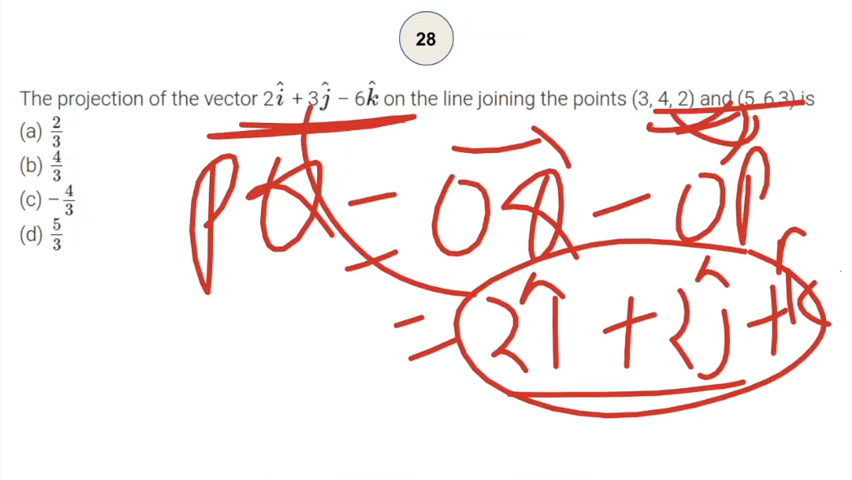 28
The projection of the vector 2î + 3ĵ − 6k̂ on the line joining the points (3, 4, 2) and (5, 6,3) is
(a) 2/3
(b) 4/3
(c) −4/3
(d) 5/3
PQ = OQ − OP
= 2î + 2ĵ + k̂